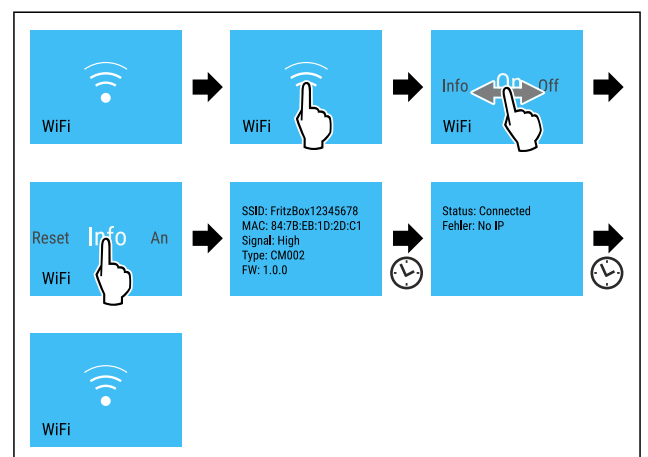 WiFi
WiFi
Info On Off
WiFi
Reset Info An
WiFi
SSID: FritzBox12345678
MAC: 84:7B:EB:1D:2D:C1
Signal: High
Type: CM002
FW: 1.0.0
Status: Connected
Fehler: No IP
WiFi